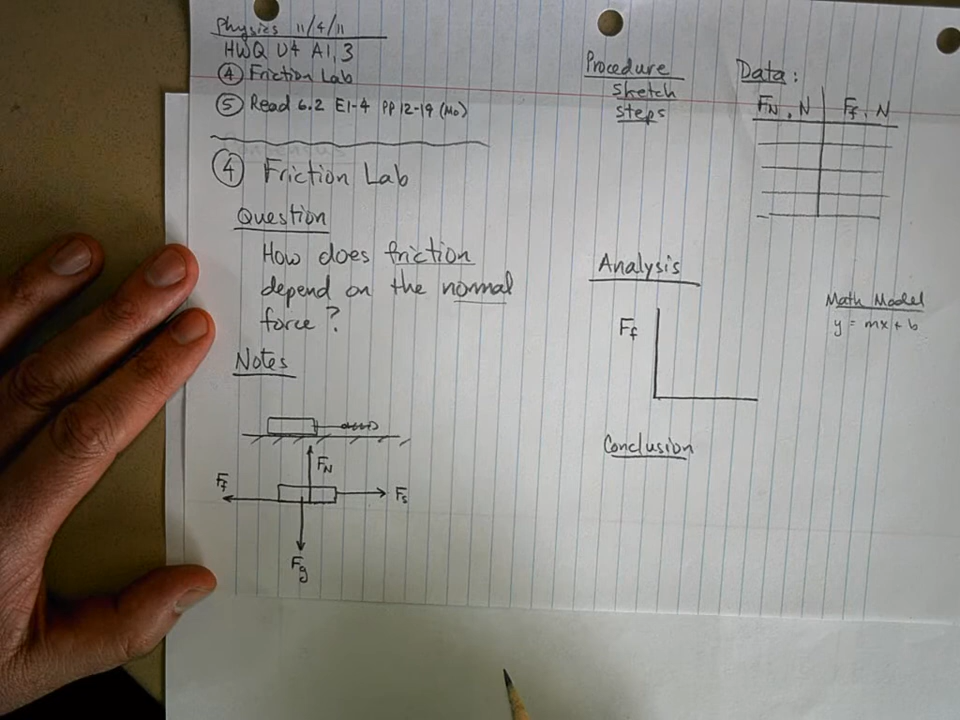 Physics 11/4/11
HWQ U4 A1,3
④ Friction Lab
⑤ Read 6.2 E1-4 pp 12-19 (Mo)
④ Friction Lab
Question
How does friction
depend on the normal
force?
Notes
FN
Ff
Fs
Fg
Procedure
sketch
steps
Data:
FN, N Ff, N
Analysis
Ff
Math Model
y = mx + b
Conclusion